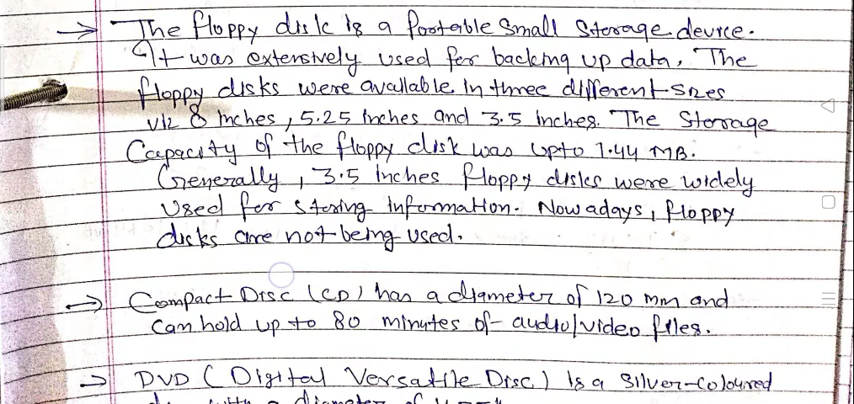 → The floppy disk is a Portable Small Storage device.
It was extensively used for backing up data. The
floppy disks were available in three different sizes
viz 8 inches, 5.25 inches and 3.5 inches. The Storage
Capacity of the floppy disk was upto 1.44 MB.
Generally, 3.5 inches floppy disks were widely
Used for storing information. Nowadays, floppy
disks are not being used.
→ Compact Disc (CD) has a diameter of 120 mm and
Can hold up to 80 minutes of audio/video files.
→ DVD (Digital Versatile Disc) is a Silver-Coloured
with a diameter of